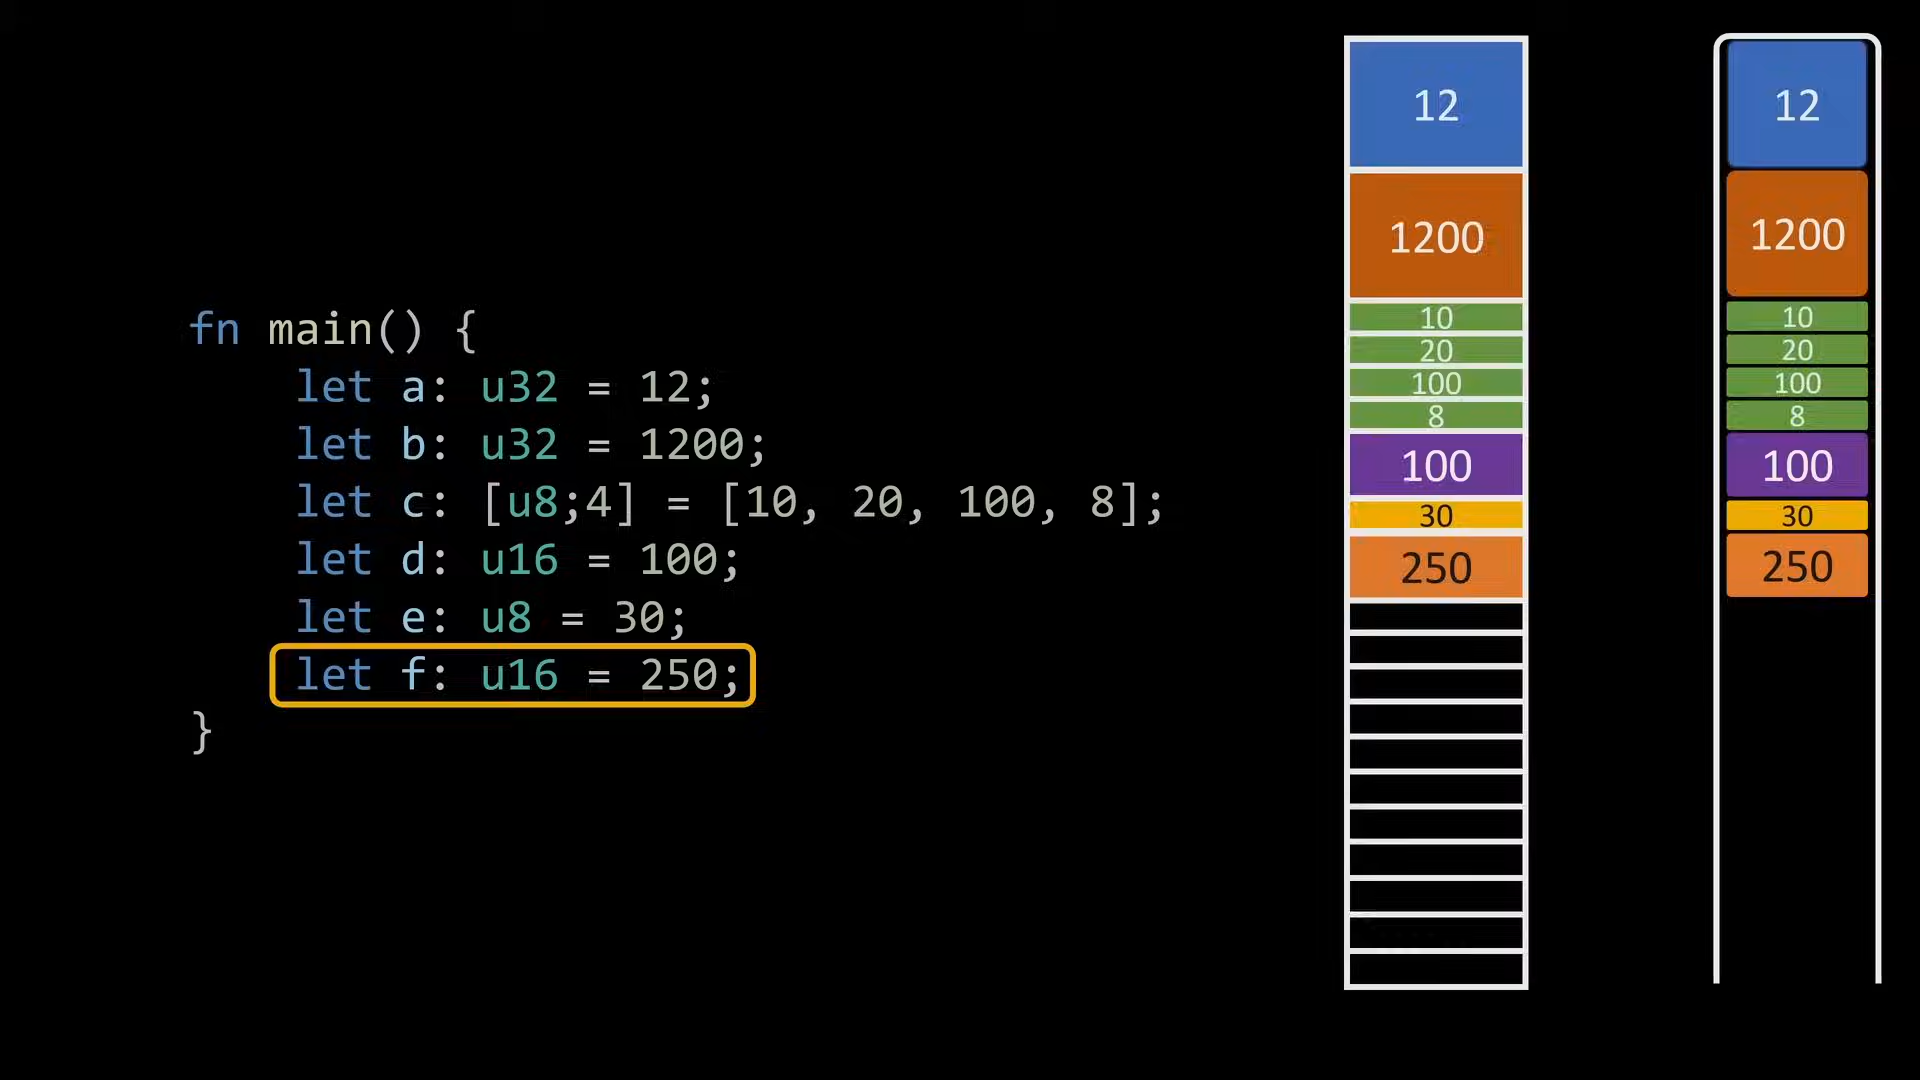 fn main() {
let a: u32 = 12;
let b: u32 = 1200;
let c: [u8;4] = [10, 20, 100, 8];
let d: u16 = 100;
let e: u8 = 30;
let f: u16 = 250;
}
12
1200
10
20
100
8
100
30
250
12
1200
10
20
100
8
100
30
250